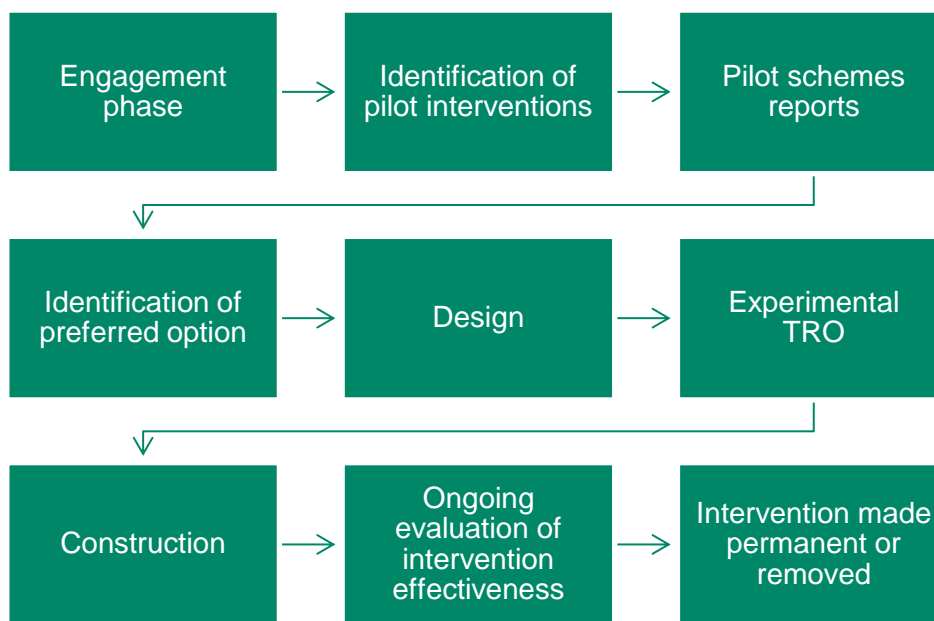 Engagement
phase
Identification of
pilot interventions
Pilot schemes
reports
Identification of
preferred option
Design
Experimental
TRO
Construction
Ongoing
evaluation of
intervention
effectiveness
Intervention made
permanent or
removed